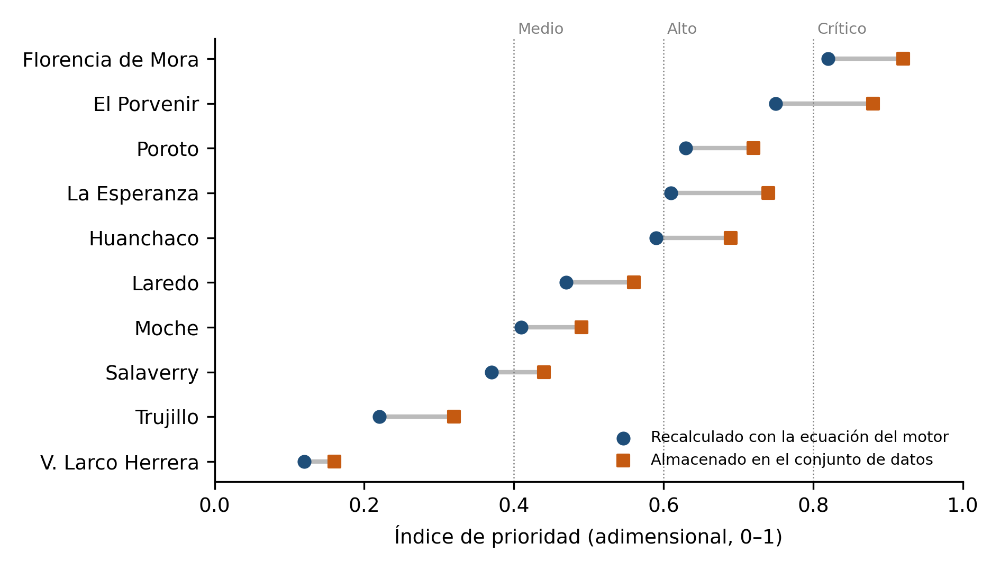 Medio Alto Crítico
Florencia de Mora
El Porvenir
Poroto
La Esperanza
Huanchaco
Laredo
Moche
Salaverry
Trujillo
V. Larco Herrera
Recalculado con la ecuación del motor
Almacenado en el conjunto de datos
0.0 0.2 0.4 0.6 0.8 1.0
Índice de prioridad (adimensional, 0–1)